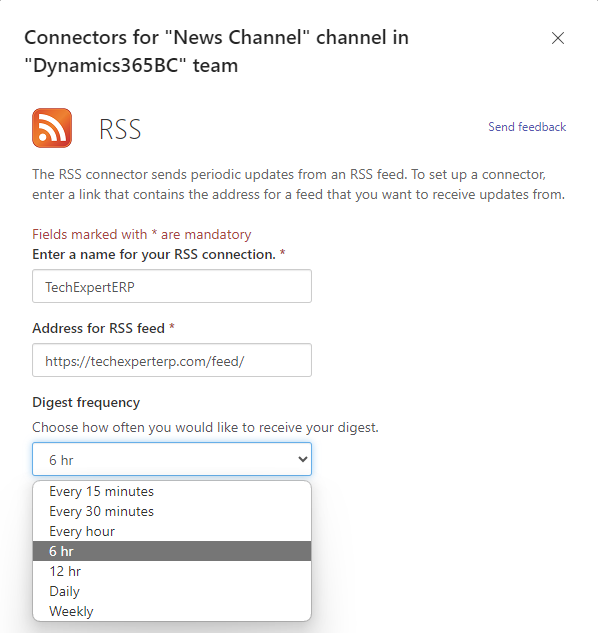 Connectors for "News Channel" channel in
"Dynamics365BC" team
RSS
Send feedback
The RSS connector sends periodic updates from an RSS feed. To set up a connector,
enter a link that contains the address for a feed that you want to receive updates from.
Fields marked with * are mandatory
Enter a name for your RSS connection. *
TechExpertERP
Address for RSS feed *
https://techexperterp.com/feed/
Digest frequency
Choose how often you would like to receive your digest.
6 hr
Every 15 minutes
Every 30 minutes
Every hour
6 hr
12 hr
Daily
Weekly